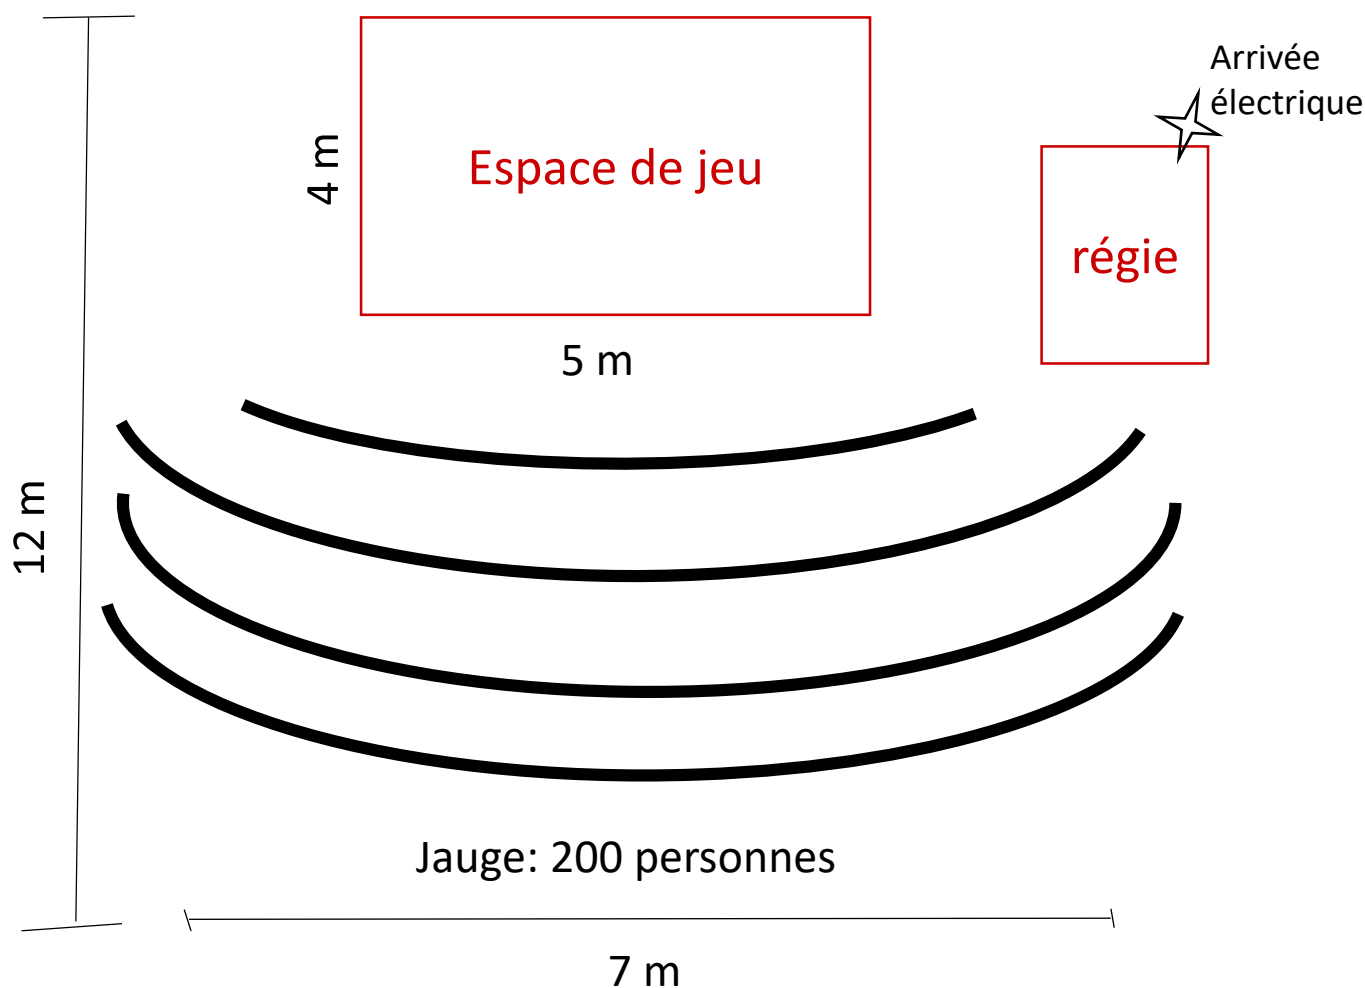 Arrivée
électrique
4 m
Espace de jeu
régie
5 m
12 m
Jauge: 200 personnes
7 m